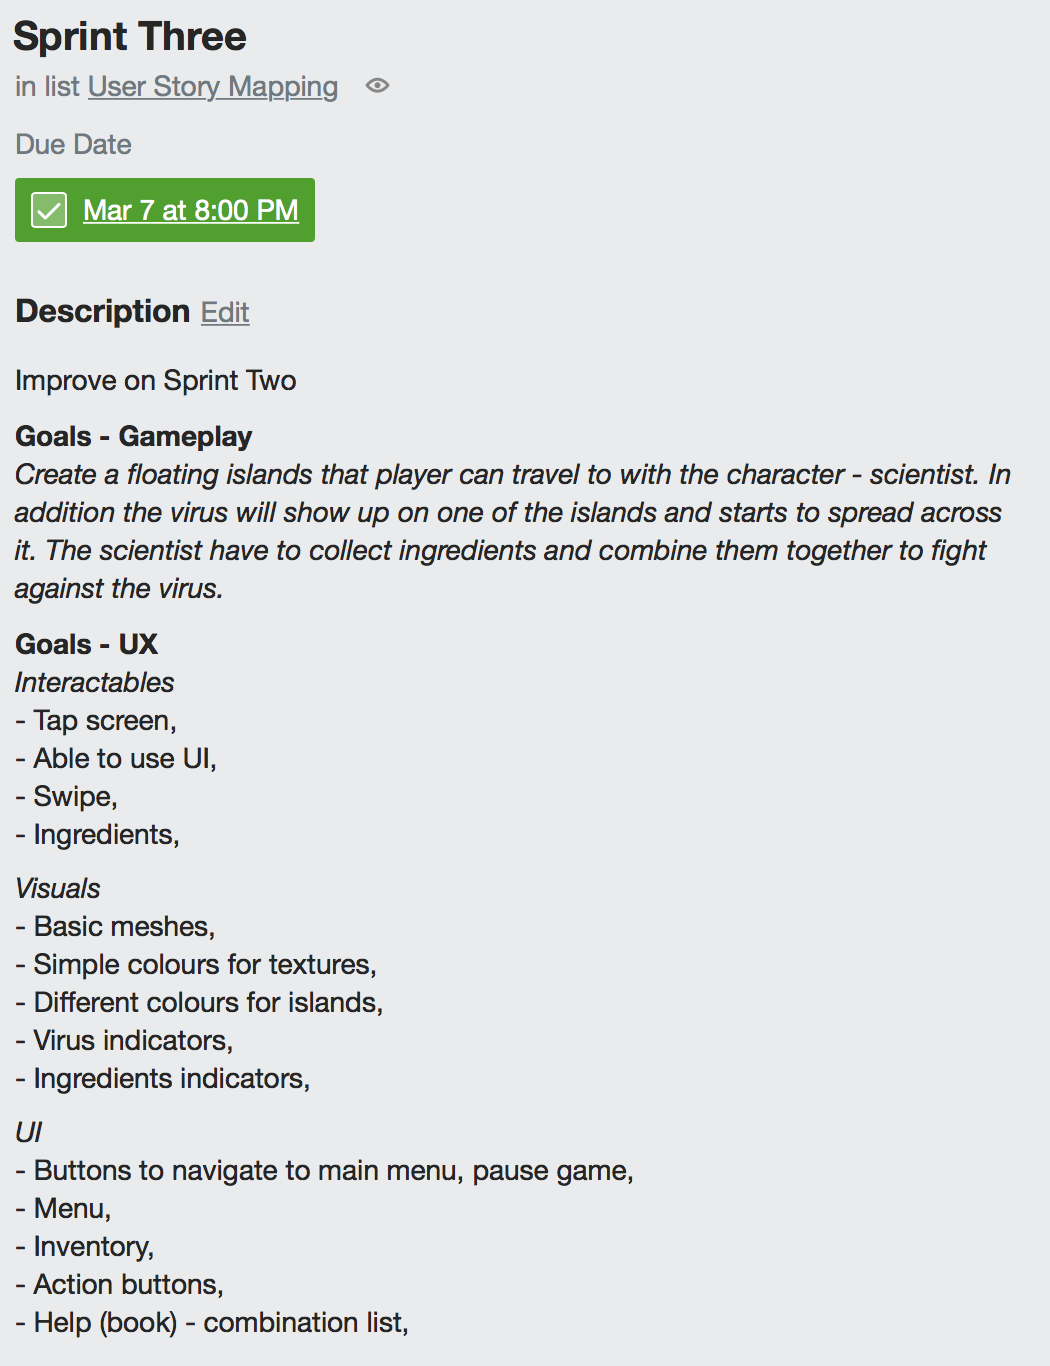 Sprint Three
in list User Story Mapping
Due Date
Mar 7 at 8:00 PM
Description Edit
Improve on Sprint Two
Goals - Gameplay
Create a floating islands that player can travel to with the character - scientist. In
addition the virus will show up on one of the islands and starts to spread across
it. The scientist have to collect ingredients and combine them together to fight
against the virus.
Goals - UX
Interactables
- Tap screen,
- Able to use UI,
- Swipe,
- Ingredients,
Visuals
- Basic meshes,
- Simple colours for textures,
- Different colours for islands,
- Virus indicators,
- Ingredients indicators,
UI
- Buttons to navigate to main menu, pause game,
- Menu,
- Inventory,
- Action buttons,
- Help (book) - combination list,